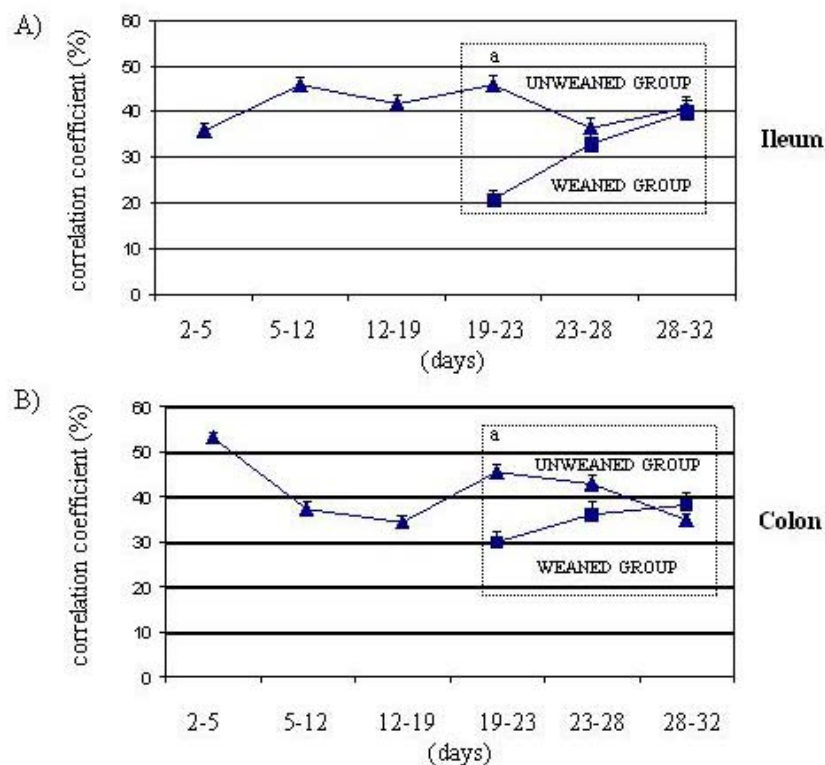 A)
correlation coefficient (%)
60
50
40
30
20
10
0
a
UNWEANED GROUP
WEANED GROUP
Ileum
2-5 5-12 12-19 19-23 23-28 28-32
(days)
B)
correlation coefficient (%)
60
50
40
30
20
10
0
a
UNWEANED GROUP
WEANED GROUP
Colon
2-5 5-12 12-19 19-23 23-28 28-32
(days)